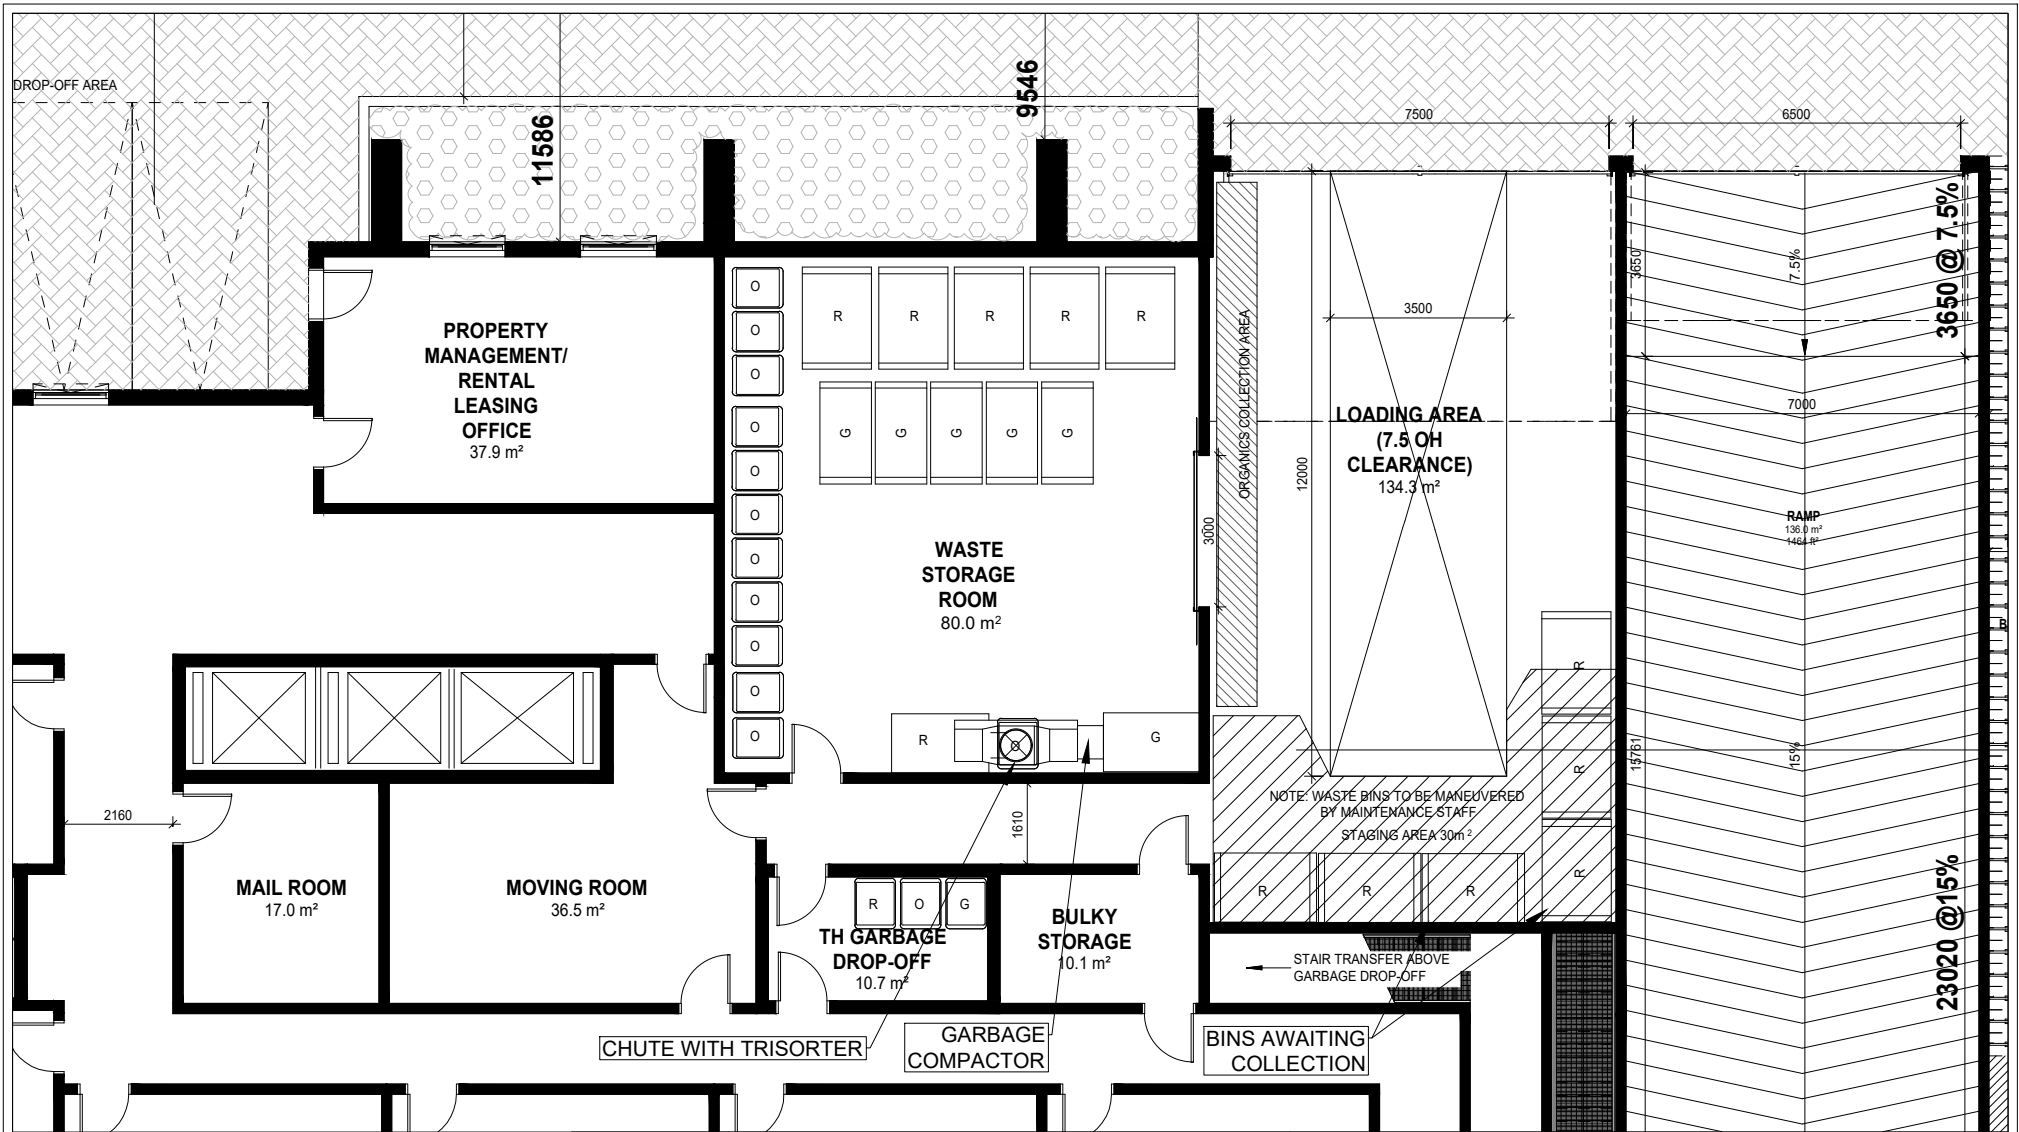 DROP-OFF AREA
11586
9546
7500
6500
3650 @ 7.5%
7.5%
3650
3500
PROPERTY
MANAGEMENT/
RENTAL
LEASING
OFFICE
37.9 m²
O
O
O
O
O
O
O
O
O
O
O
R
R
R
R
R
G
G
G
G
G
ORGANICS COLLECTION AREA
LOADING AREA
(7.5 OH
CLEARANCE)
134.3 m²
12000
3000
7000
RAMP
136.0 m²
1464 ft²
WASTE
STORAGE
ROOM
80.0 m²
B
R
G
R
R
R
15761
15%
NOTE: WASTE BINS TO BE MANEUVERED
BY MAINTENANCE STAFF
STAGING AREA 30m²
R
R
R
2160
1610
MAIL ROOM
17.0 m²
MOVING ROOM
36.5 m²
R
O
G
TH GARBAGE
DROP-OFF
10.7 m²
BULKY
STORAGE
10.1 m²
STAIR TRANSFER ABOVE
GARBAGE DROP-OFF
23020 @15%
CHUTE WITH TRISORTER
GARBAGE
COMPACTOR
BINS AWAITING
COLLECTION